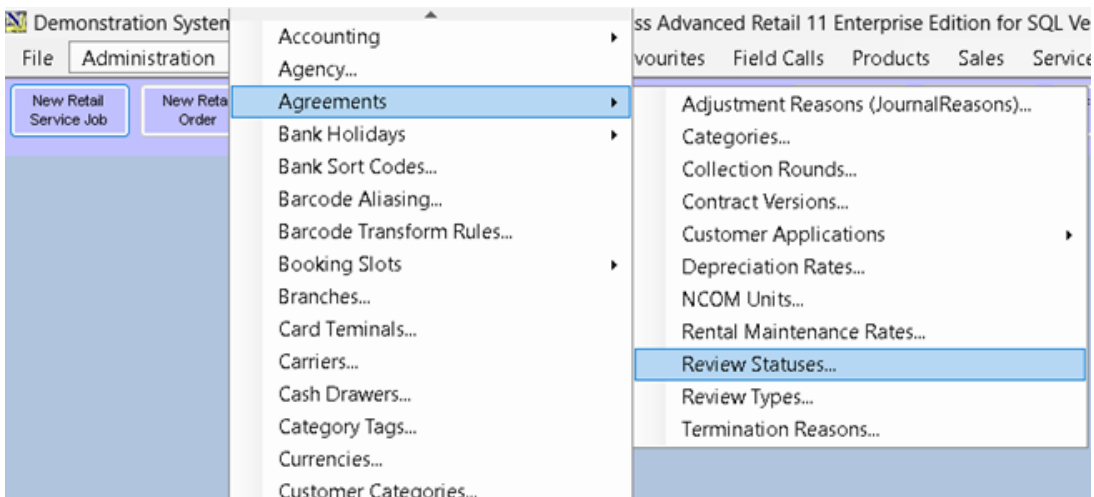 Demonstration System
ss Advanced Retail 11 Enterprise Edition for SQL Ve
File Administration
vourites Field Calls Products Sales Service
New Retail
Service Job
New Reta
Order
Accounting
Agency...
Agreements
Bank Holidays
Bank Sort Codes...
Barcode Aliasing...
Barcode Transform Rules...
Booking Slots
Branches...
Card Teminals...
Carriers...
Cash Drawers...
Category Tags...
Currencies...
Customer Categories...
Adjustment Reasons (JournalReasons)...
Categories...
Collection Rounds...
Contract Versions...
Customer Applications
Depreciation Rates...
NCOM Units...
Rental Maintenance Rates...
Review Statuses...
Review Types...
Termination Reasons...